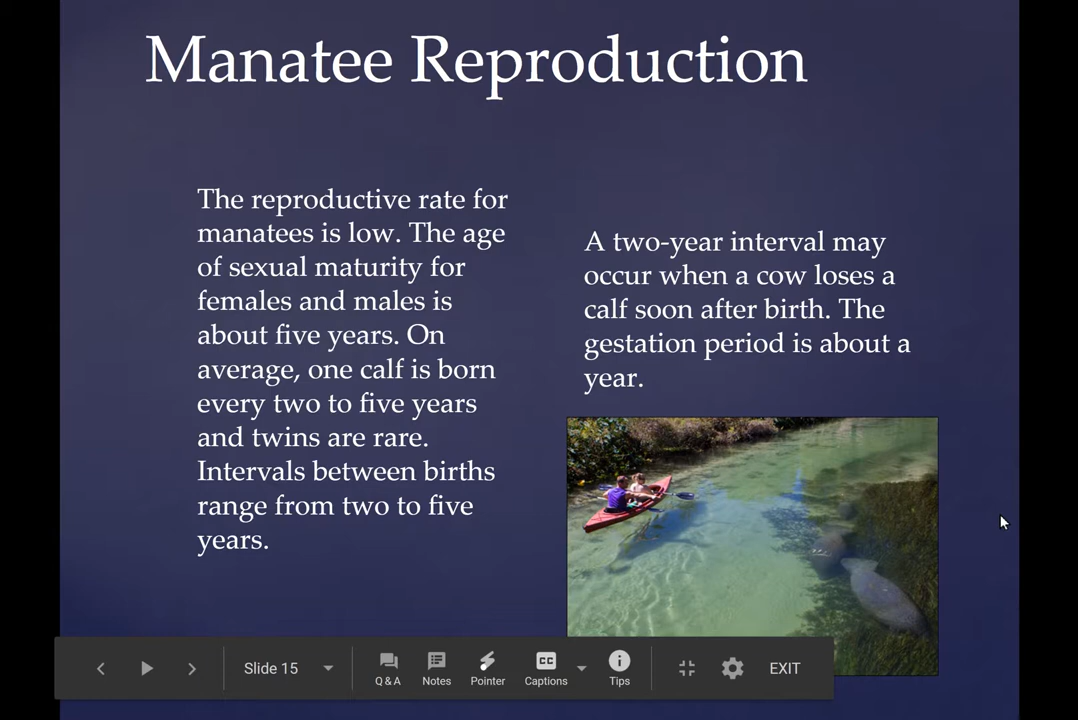 Manatee Reproduction
The reproductive rate for
manatees is low. The age
of sexual maturity for
females and males is
about five years. On
average, one calf is born
every two to five years
and twins are rare.
Intervals between births
range from two to five
years.
A two-year interval may
occur when a cow loses a
calf soon after birth. The
gestation period is about a
year.
Slide 15
Q & A
Notes
Pointer
CC
Captions
Tips
EXIT